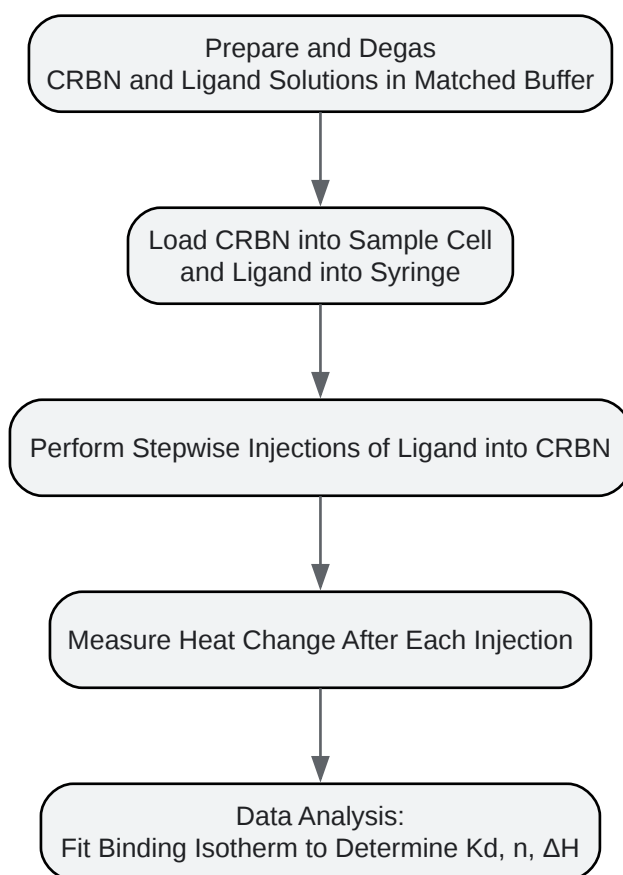 Prepare and Degas
CRBN and Ligand Solutions in Matched Buffer
Load CRBN into Sample Cell
and Ligand into Syringe
Perform Stepwise Injections of Ligand into CRBN
Measure Heat Change After Each Injection
Data Analysis:
Fit Binding Isotherm to Determine Kd, n, ΔH